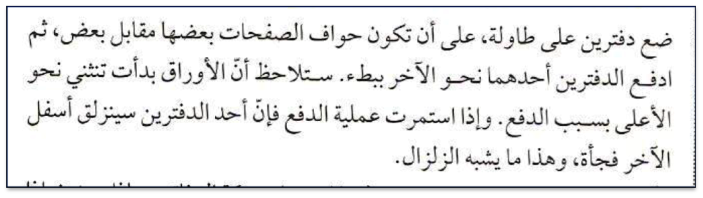 ضع دفترين على طاولة، على أن تكون حواف الصفحات بعضها مقابل بعض، ثم
ادفع الدفترين أحدهما نحو الآخر ببطء. ستلاحظ أنّ الأوراق بدأت تنثني نحو
الأعلى بسبب الدفع. وإذا استمرت عملية الدفع فإنّ أحد الدفترين سينزلق أسفل
الآخر فجأة، وهذا ما يشبه الزلزال.